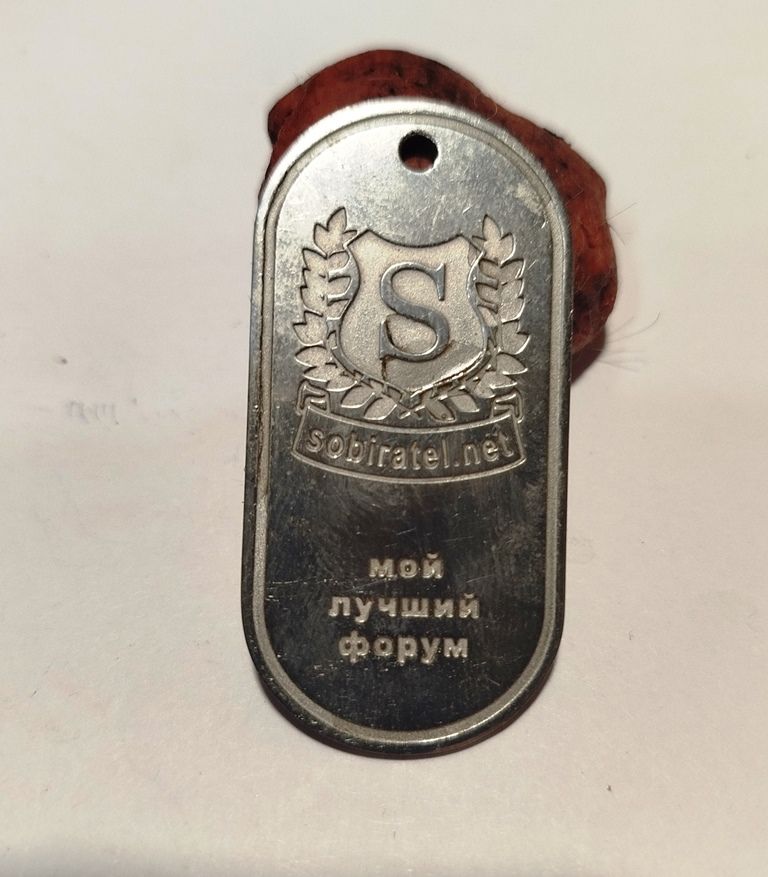 S
sobiratel.net
мой
лучший
форум